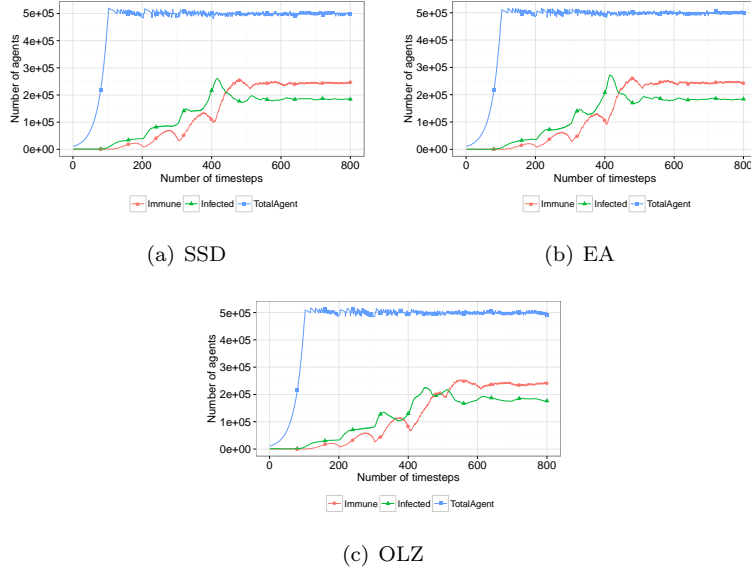 5e+05
4e+05
3e+05
2e+05
1e+05
0e+00
Number of agents
0 200 400 600 800
Number of timesteps
Immune Infected TotalAgent
(a) SSD
5e+05
4e+05
3e+05
2e+05
1e+05
0e+00
Number of agents
0 200 400 600 800
Number of timesteps
Immune Infected TotalAgent
(b) EA
5e+05
4e+05
3e+05
2e+05
1e+05
0e+00
Number of agents
0 200 400 600 800
Number of timesteps
Immune Infected TotalAgent
(c) OLZ